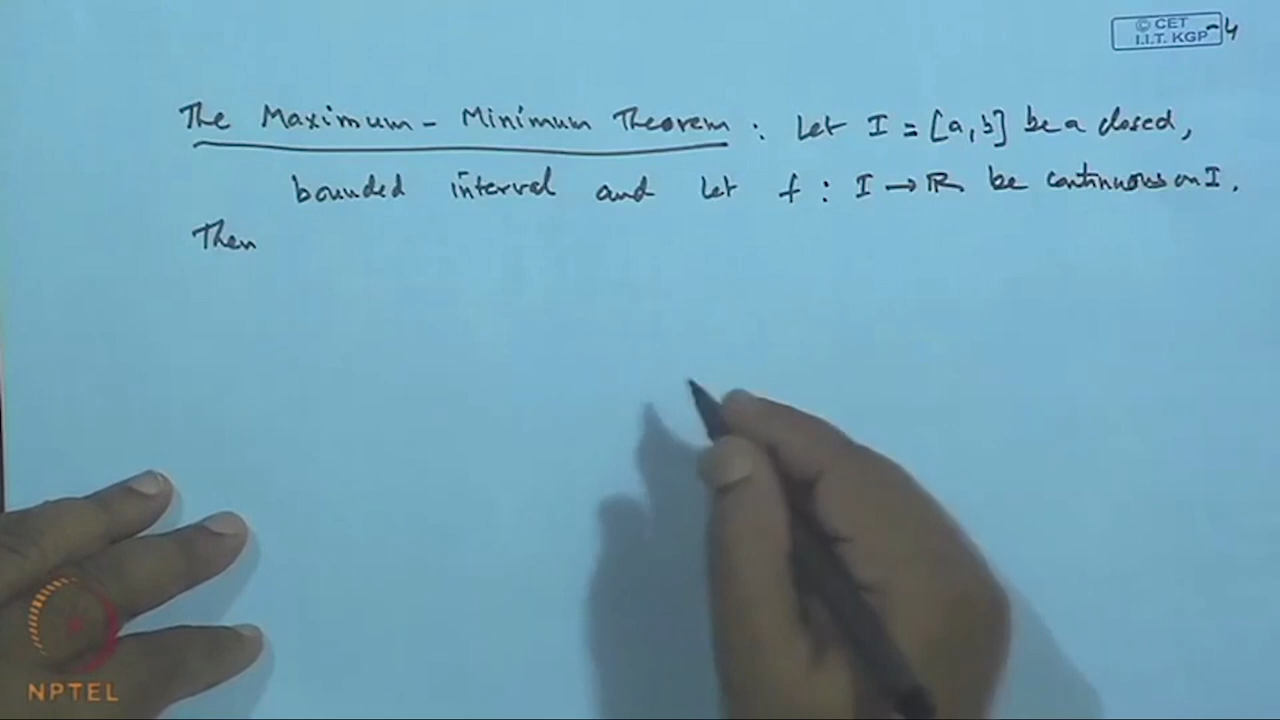 © CET
I.I.T. KGP -4
The Maximum - Minimum Theorem : Let I = [a, b] be a closed,
bounded interval and let f : I → R be continuous on I.
Then
NPTEL